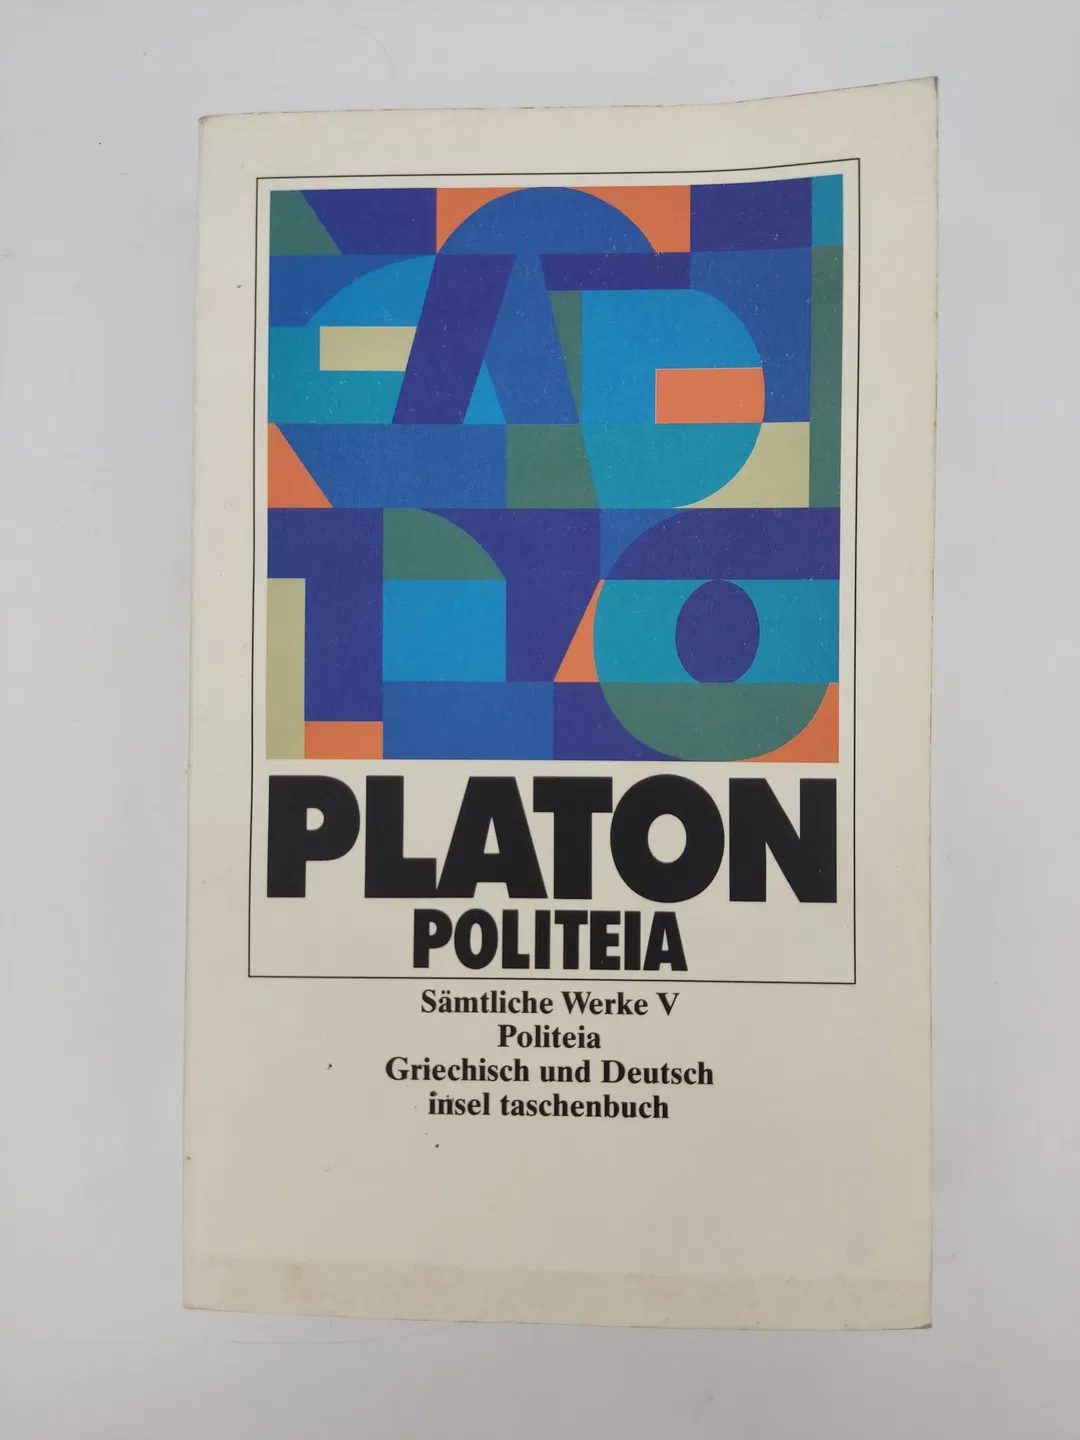 PLATON
POLITEIA
Sämtliche Werke V
Politeia
Griechisch und Deutsch
insel taschenbuch